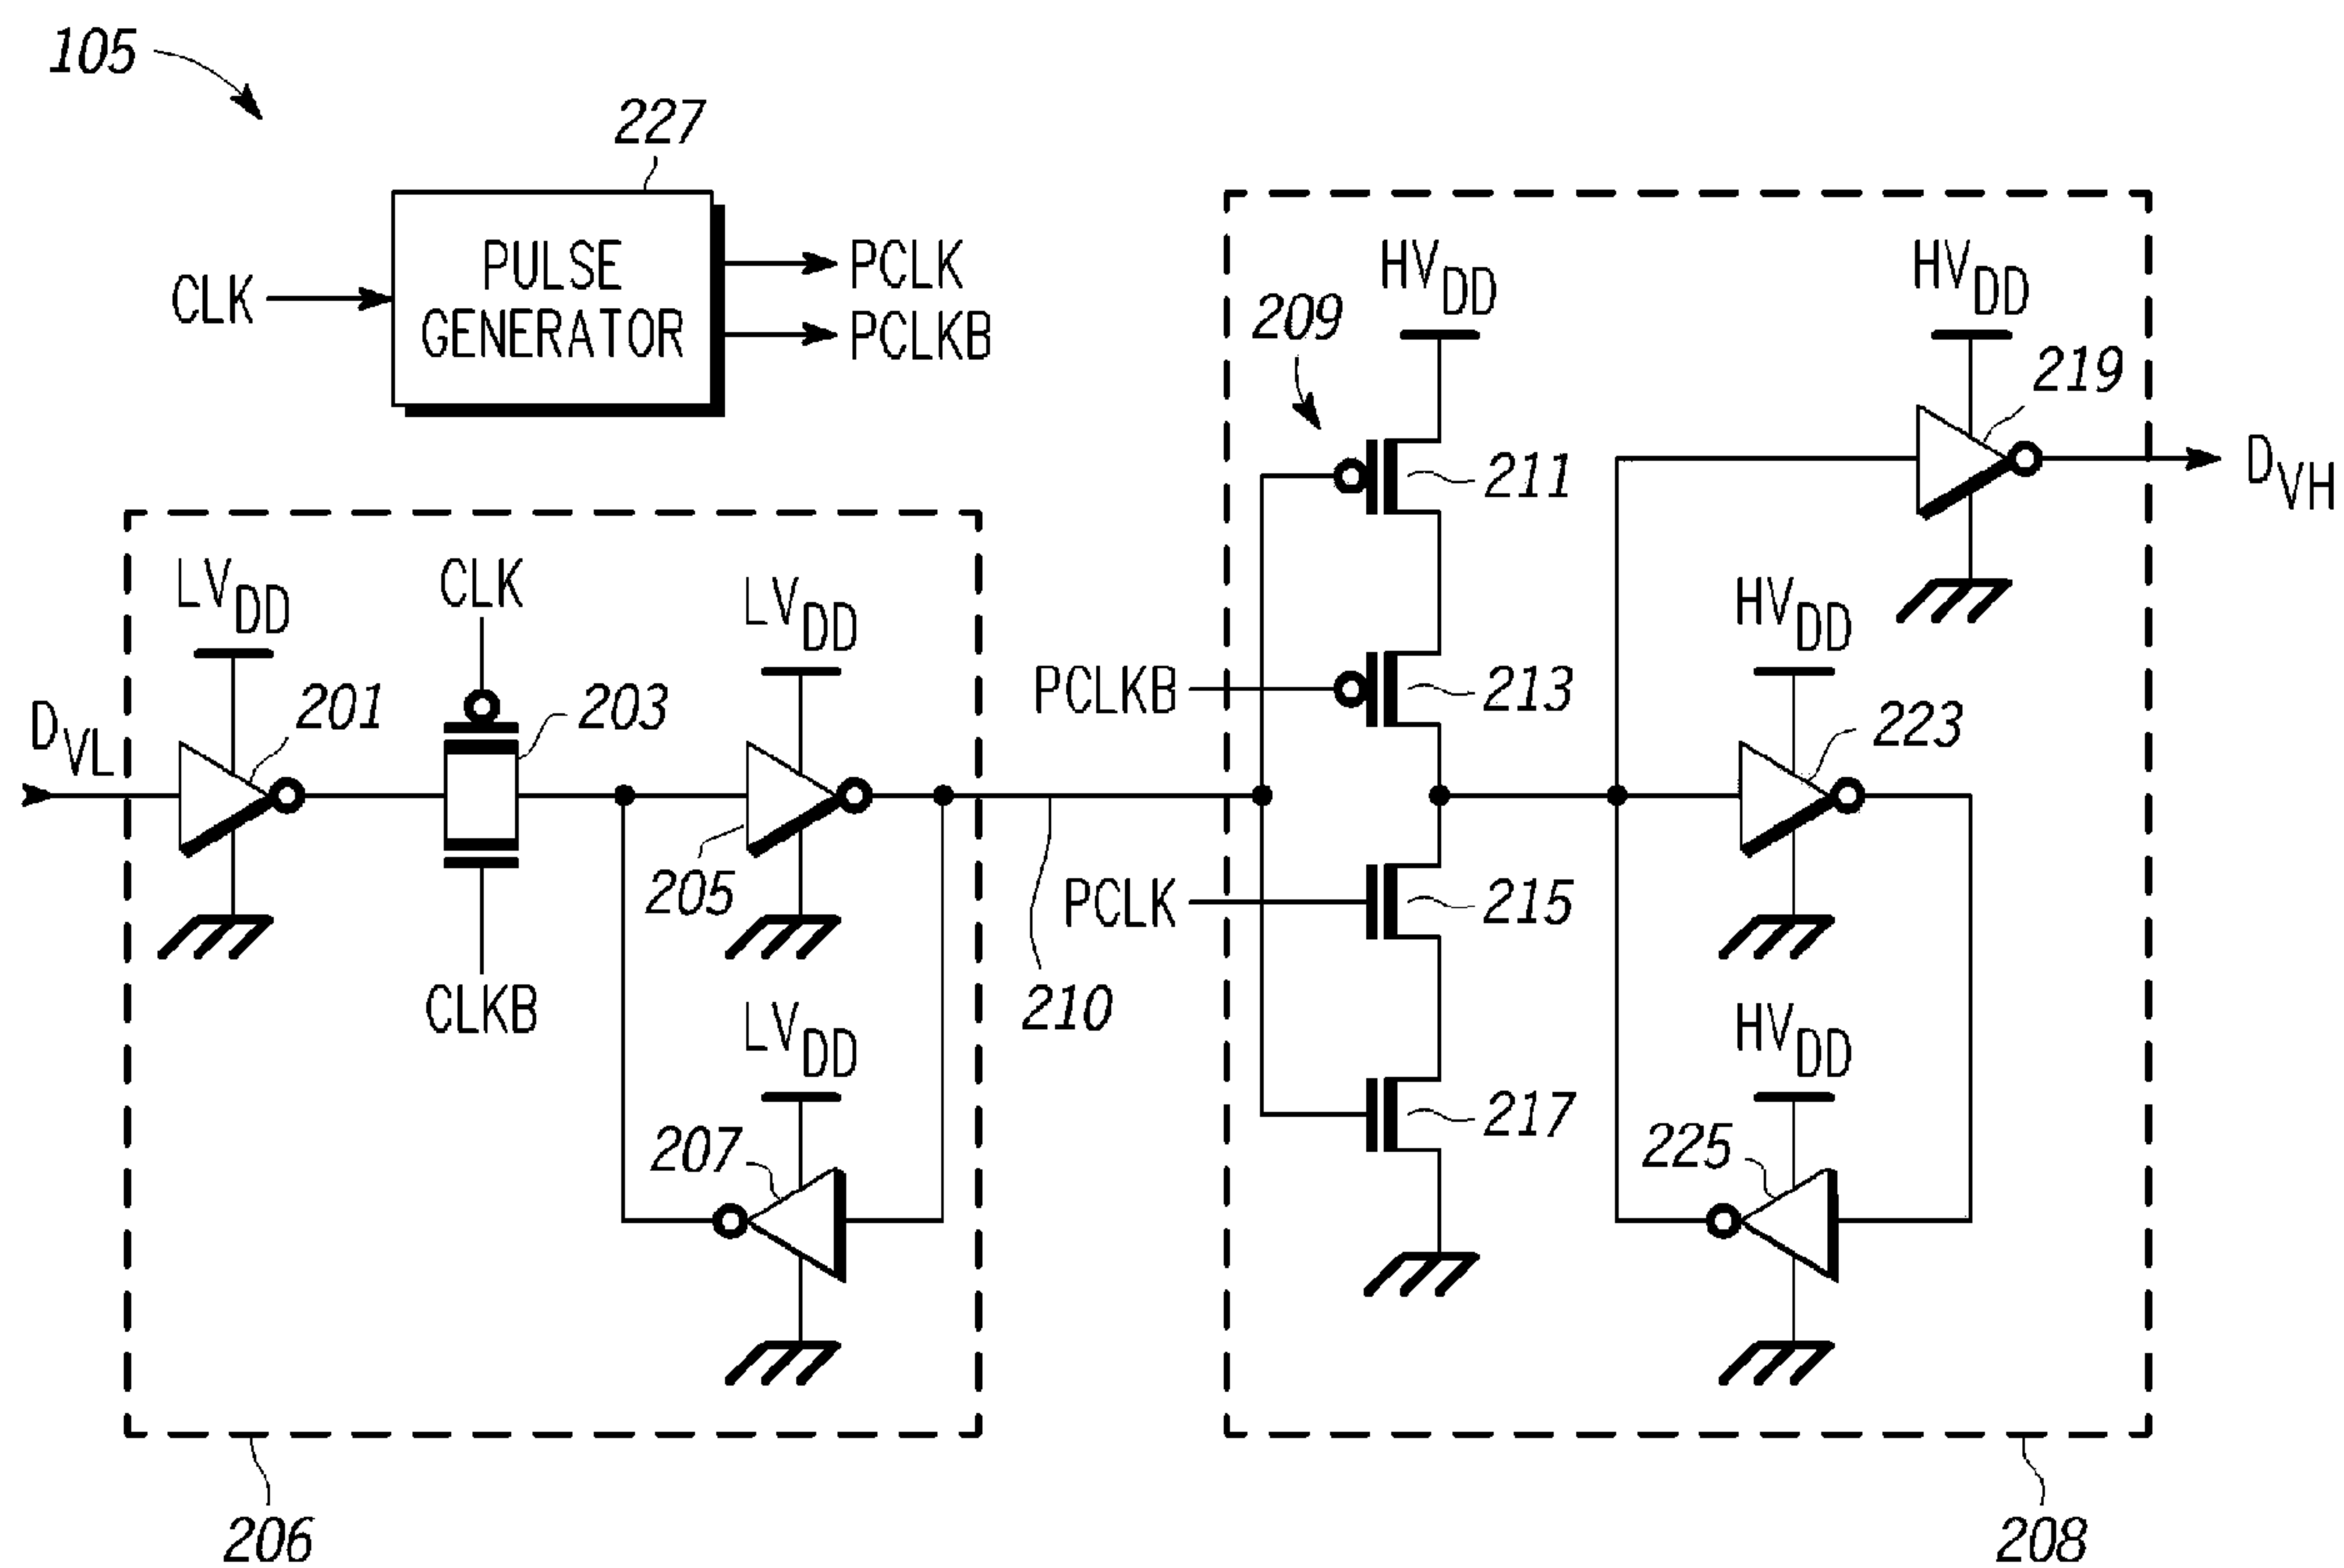 105
227
CLK
PULSE
GENERATOR
PCLK
PCLKB
HVDD
HVDD
209
219
211
DVH
LVDD
CLK
LVDD
HVDD
PCLKB
213
DVL
201
203
223
205
PCLK
215
CLKB
210
LVDD
HVDD
207
217
225
206
208